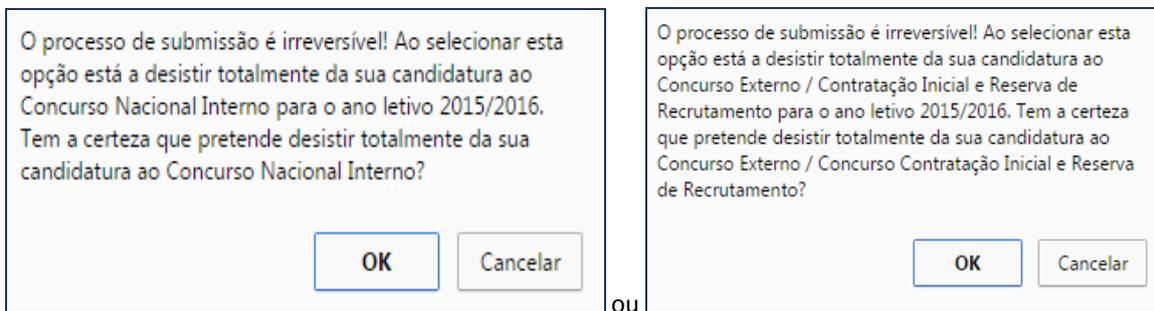 O processo de submissão é irreversível! Ao selecionar esta
opção está a desistir totalmente da sua candidatura ao
Concurso Nacional Interno para o ano letivo 2015/2016.
Tem a certeza que pretende desistir totalmente da sua
candidatura ao Concurso Nacional Interno?
OK
Cancelar
ou
O processo de submissão é irreversível! Ao selecionar esta
opção está a desistir totalmente da sua candidatura ao
Concurso Externo / Contratação Inicial e Reserva de
Recrutamento para o ano letivo 2015/2016. Tem a certeza
que pretende desistir totalmente da sua candidatura ao
Concurso Externo / Concurso Contratação Inicial e Reserva
de Recrutamento?
OK
Cancelar